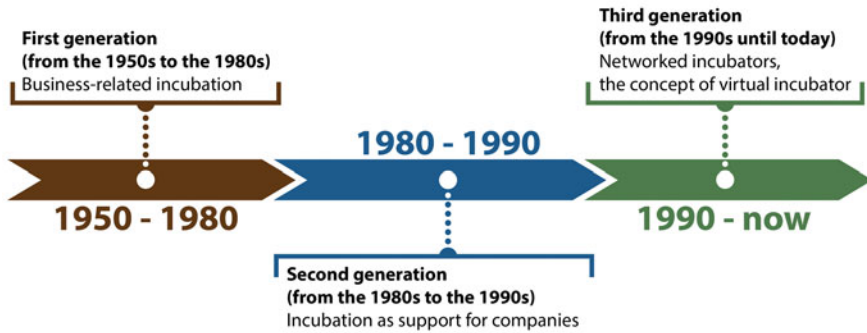 First generation
(from the 1950s to the 1980s)
Business-related incubation
1950 - 1980
1980 - 1990
Second generation
(from the 1980s to the 1990s)
Incubation as support for companies
Third generation
(from the 1990s until today)
Networked incubators,
the concept of virtual incubator
1990 - now